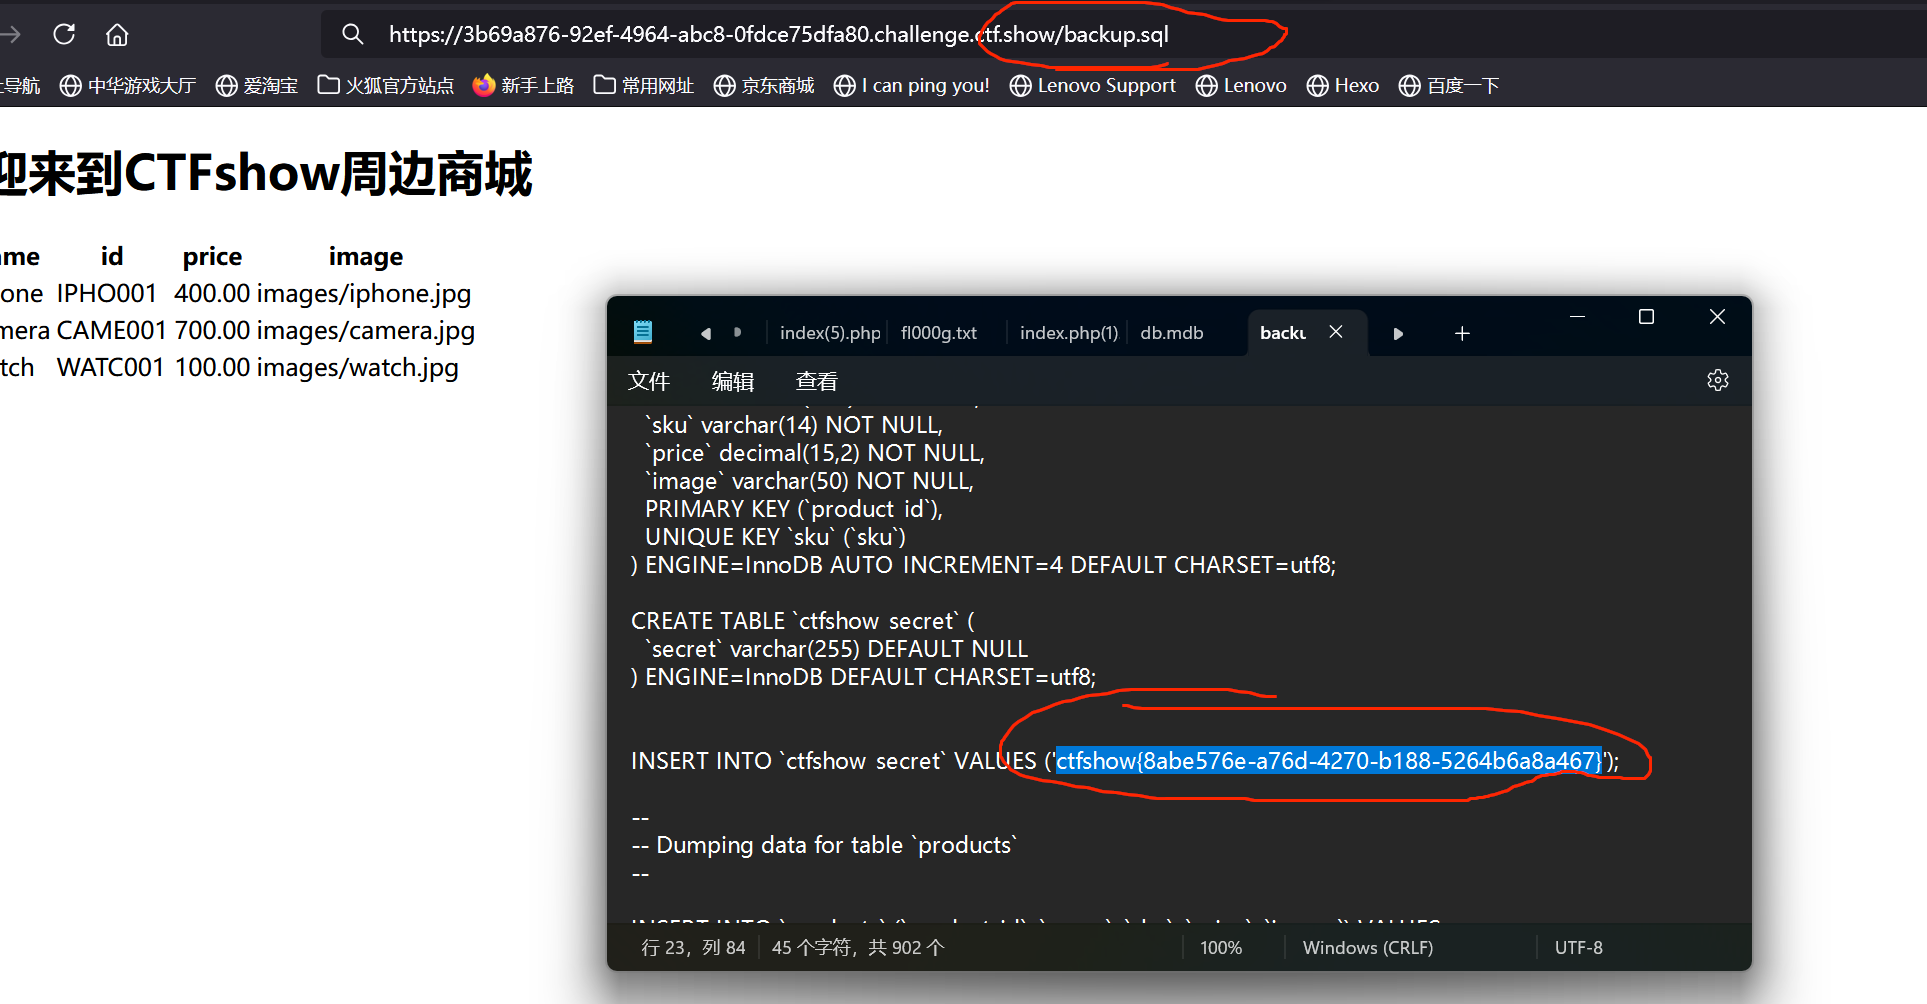 https://3b69a876-92ef-4964-abc8-0fdce75dfa80.challenge.ctf.show/backup.sql
导航 中华游戏大厅 爱淘宝 火狐官方站点 新手上路 常用网址 京东商城 I can ping you! Lenovo Support Lenovo Hexo 百度一下
迎来到CTFshow周边商城
ame id price image
one IPHO001 400.00 images/iphone.jpg
mera CAME001 700.00 images/camera.jpg
tch WATC001 100.00 images/watch.jpg
index(5).php fl000g.txt index.php(1) db.mdb backu
文件 编辑 查看
`sku` varchar(14) NOT NULL,
`price` decimal(15,2) NOT NULL,
`image` varchar(50) NOT NULL,
PRIMARY KEY (`product_id`),
UNIQUE KEY `sku` (`sku`)
) ENGINE=InnoDB AUTO_INCREMENT=4 DEFAULT CHARSET=utf8;
CREATE TABLE `ctfshow_secret` (
`secret` varchar(255) DEFAULT NULL
) ENGINE=InnoDB DEFAULT CHARSET=utf8;
INSERT INTO `ctfshow_secret` VALUES ('ctfshow{8abe576e-a76d-4270-b188-5264b6a8a467}');
--
-- Dumping data for table `products`
--
行 23，列 84 45 个字符，共 902 个 100% Windows (CRLF) UTF-8